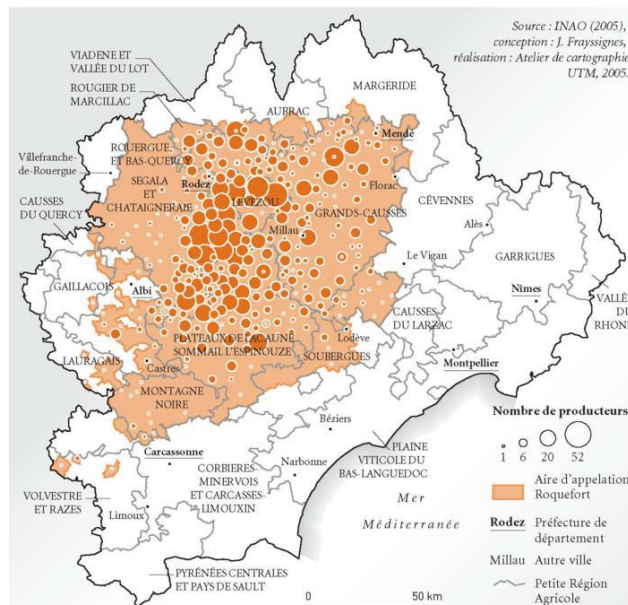 Source : INAO (2005),
conception : J. Frayssignes,
réalisation : Atelier de cartographie
UTM, 2005.
VIADENE ET
VALLÉE DU LOT
ROUGIER DE
MARCILLAC
MARGERIDE
AUBRAC
Mende
ROUERGUE
ET BAS-QUERCY
Villefranche-
de-Rouergue
SEGALA
ET
CHATAIGNERAIE
Rodez
LEVEZOU
Florac
GRANDS-CAUSSES
CÉVENNES
CAUSSES
DU QUERCY
Millau
Alès
Le Vigan
GARRIGUES
GAILLACOIS
Albi
Nîmes
VALLÉE
DU
RHONE
CAUSSES
DU LARZAC
PLATEAUX DE LACAUNE
SOMMAIL L'ESPINOUZE
Lodève
SOUBERGUES
LAURAGAIS
Castres
Montpellier
MONTAGNE
NOIRE
Béziers
Carcassonne
PLAINE
VITICOLE DU
BAS-LANGUEDOC
CORBIERES
MINERVOIS
ET CARCASSES-
LIMOUXIN
Narbonne
VOLVESTRE
ET RAZES
Limoux
Mer
Méditerranée
PYRÉNÉES CENTRALES
ET PAYS DE SAULT
0 50 km
Nombre de producteurs
1 6 20 52
Aire d'appelation
Roquefort
Rodez Préfecture de
département
Millau Autre ville
Petite Région
Agricole